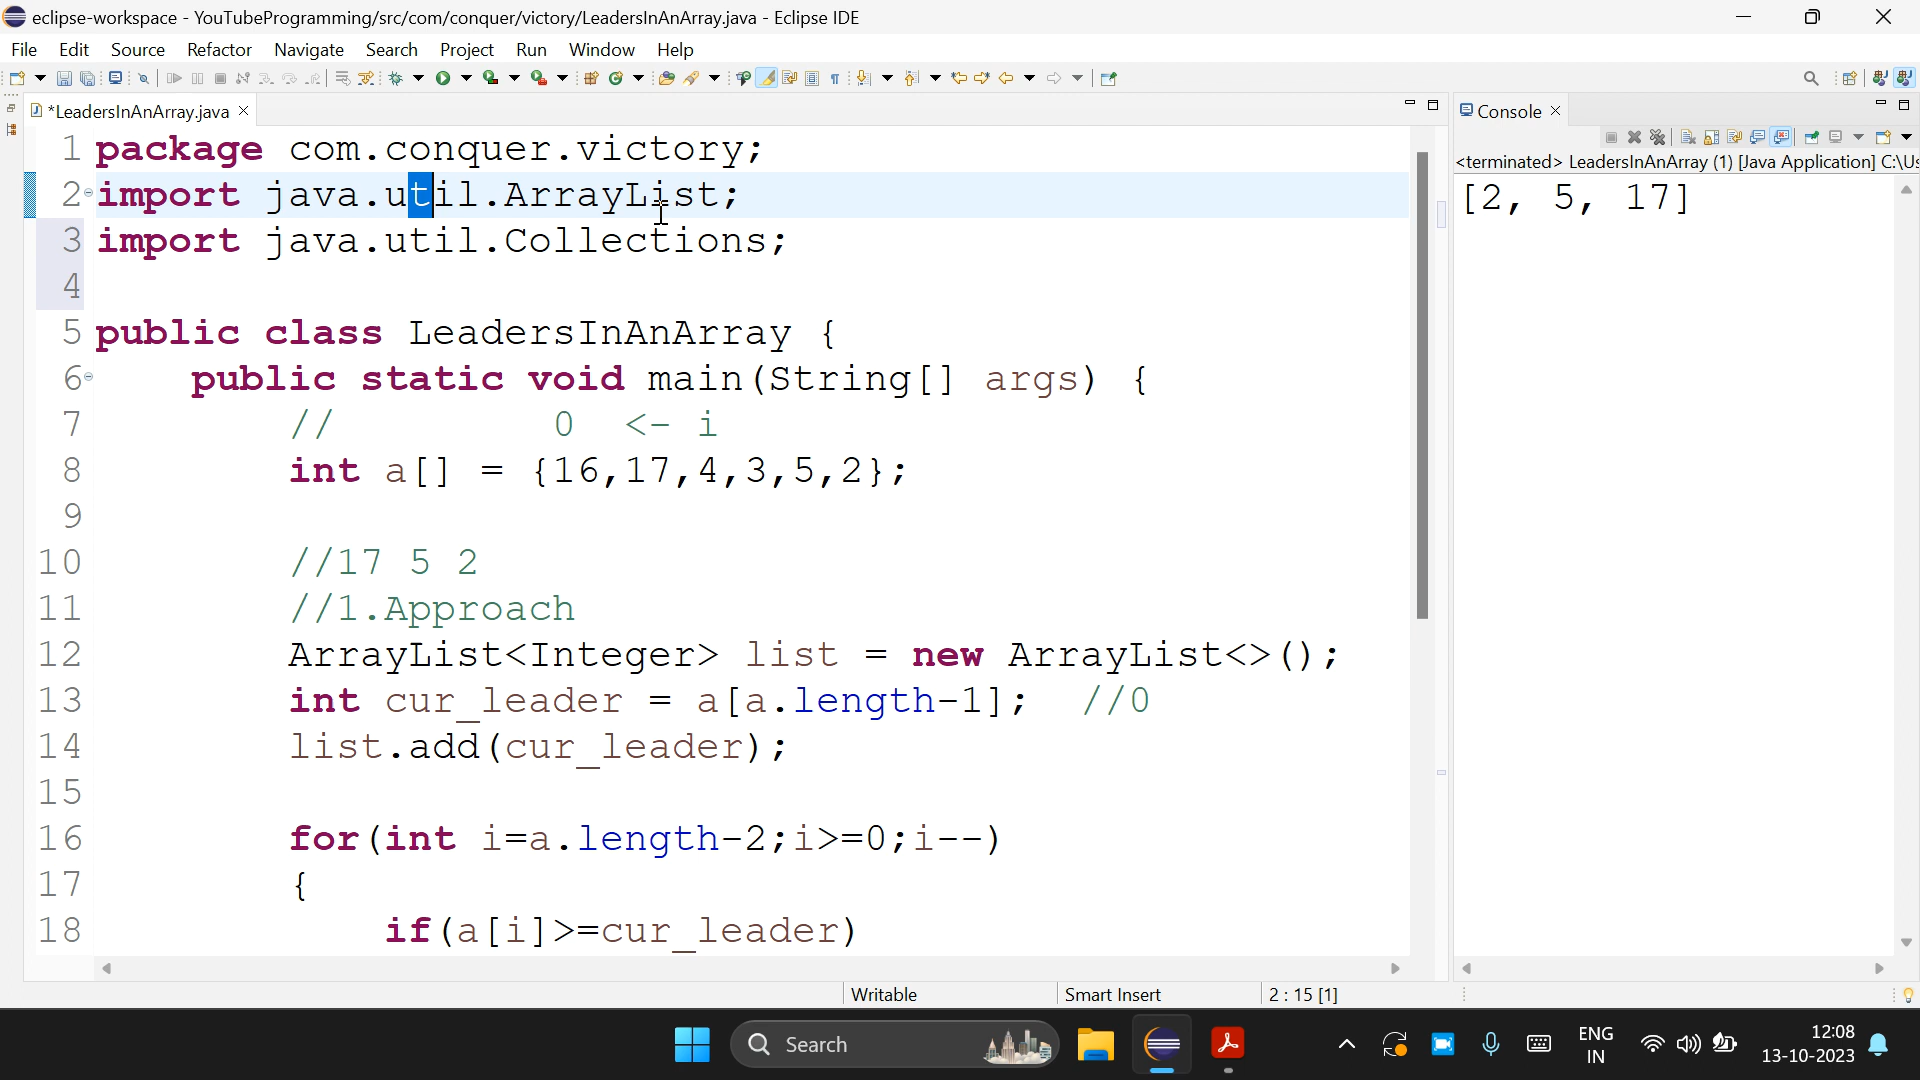 eclipse-workspace - YouTubeProgramming/src/com/conquer/victory/LeadersInAnArray.java - Eclipse IDE
File Edit Source Refactor Navigate Search Project Run Window Help
*LeadersInAnArray.java
Console
<terminated> LeadersInAnArray (1) [Java Application] C:\Us
[2, 5, 17]
1 package com.conquer.victory;
2 import java.util.ArrayList;
3 import java.util.Collections;
4
5 public class LeadersInAnArray {
6 public static void main(String[] args) {
7 // 0 <- i
8 int a[] = {16,17,4,3,5,2};
9
10 //17 5 2
11 //1.Approach
12 ArrayList<Integer> list = new ArrayList<>();
13 int cur_leader = a[a.length-1]; //0
14 list.add(cur_leader);
15
16 for(int i=a.length-2;i>=0;i--)
17 {
18 if(a[i]>=cur_leader)
Writable Smart Insert 2 : 15 [1]
Search
ENG
IN
12:08
13-10-2023